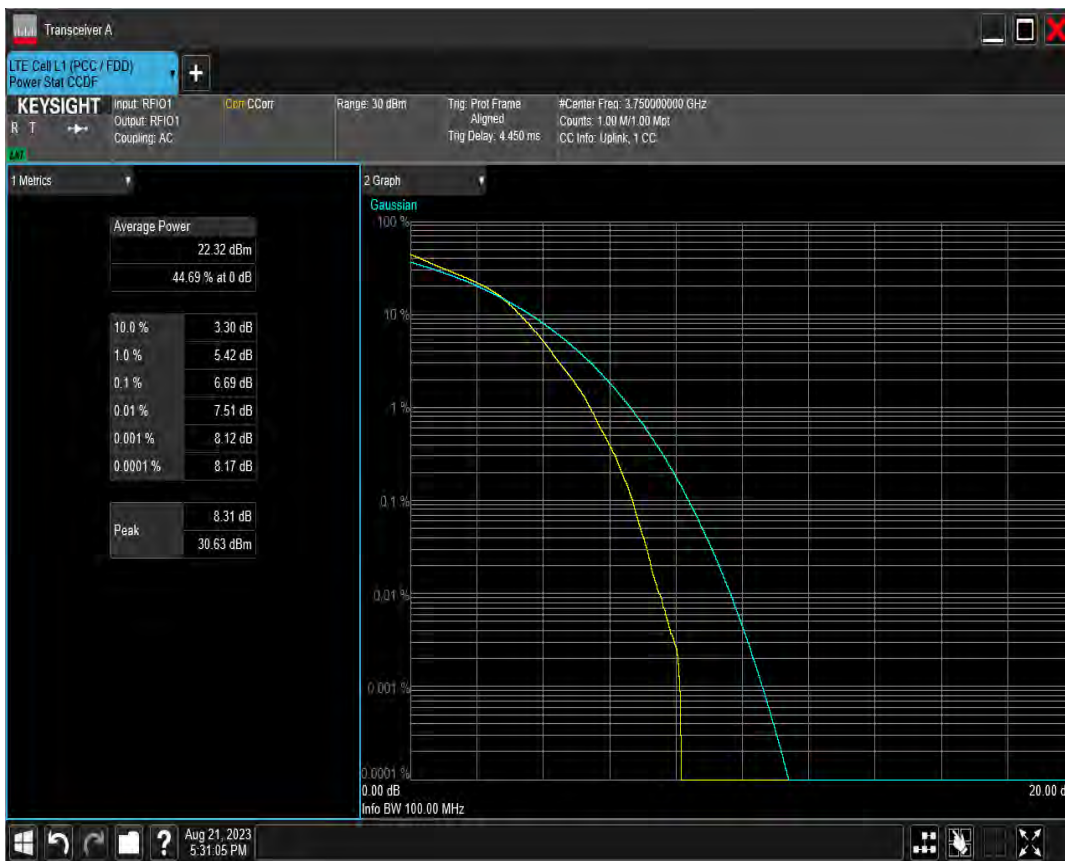 Transceiver A
LTE Cell L1 (PCC / FDD)
Power Stat CCDF
KEYSIGHT
R T
LXI
Input: RFIO1
Output: RFIO1
Coupling: AC
Corr CCorr
Range: 30 dBm
Trig: Prot Frame
Aligned
Trig Delay: 4.450 ms
#Center Freq: 3.750000000 GHz
Counts: 1.00 M/1.00 Mpt
CC Info: Uplink, 1 CC
1 Metrics
Average Power
22.32 dBm
44.69 % at 0 dB
10.0 % 3.30 dB
1.0 % 5.42 dB
0.1 % 6.69 dB
0.01 % 7.51 dB
0.001 % 8.12 dB
0.0001 % 8.17 dB
Peak
8.31 dB
30.63 dBm
2 Graph
Gaussian
100 %
10 %
1 %
0.1 %
0.01 %
0.001 %
0.0001 %
0.00 dB
20.00 d
Info BW 100.00 MHz
?
Aug 21, 2023
5:31:05 PM